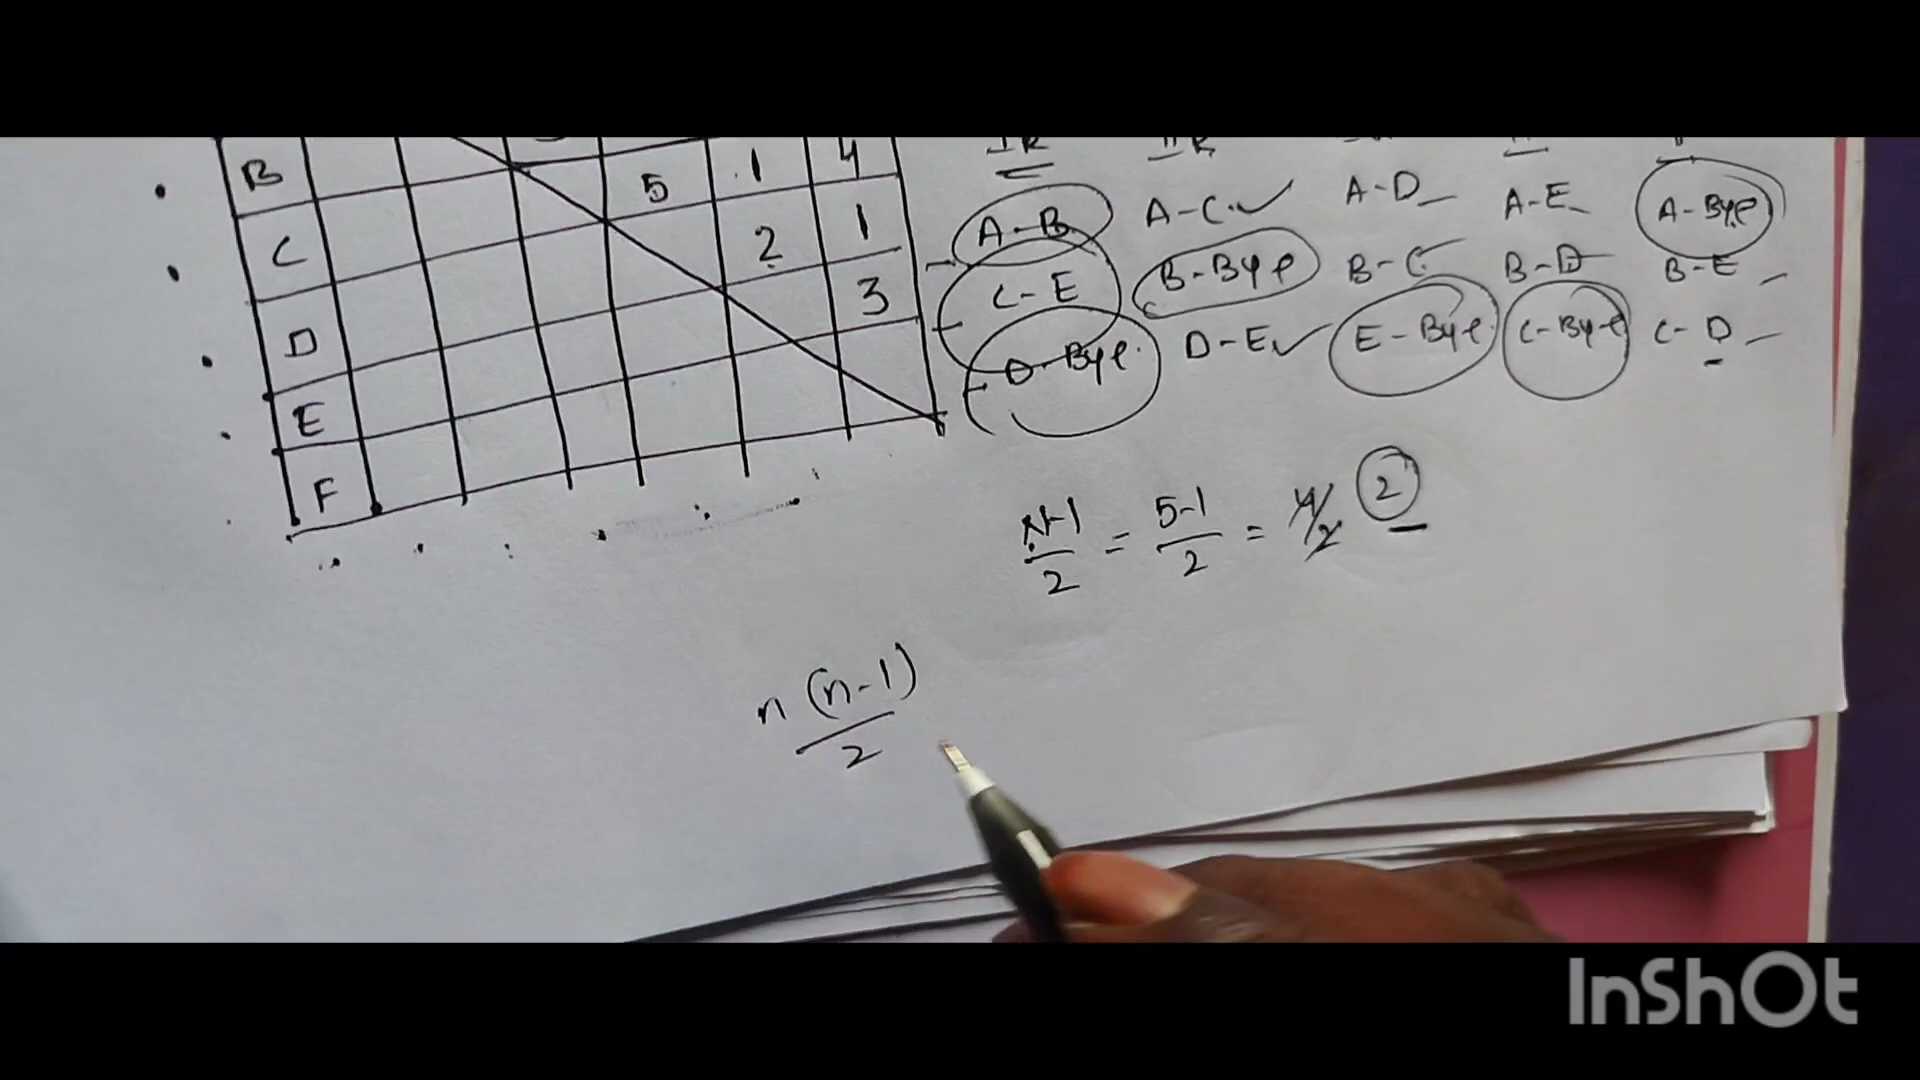 B 5 1 4
C 2 1
D 3
E
F
A-B A-C A-D A-E A-Bye
C-E B-Bye B-C B-D B-E
D-Bye D-E E-Bye C-Bye C-D
N-1/2 = 5-1/2 = 4/2 2
n(n-1)/2
InShOt